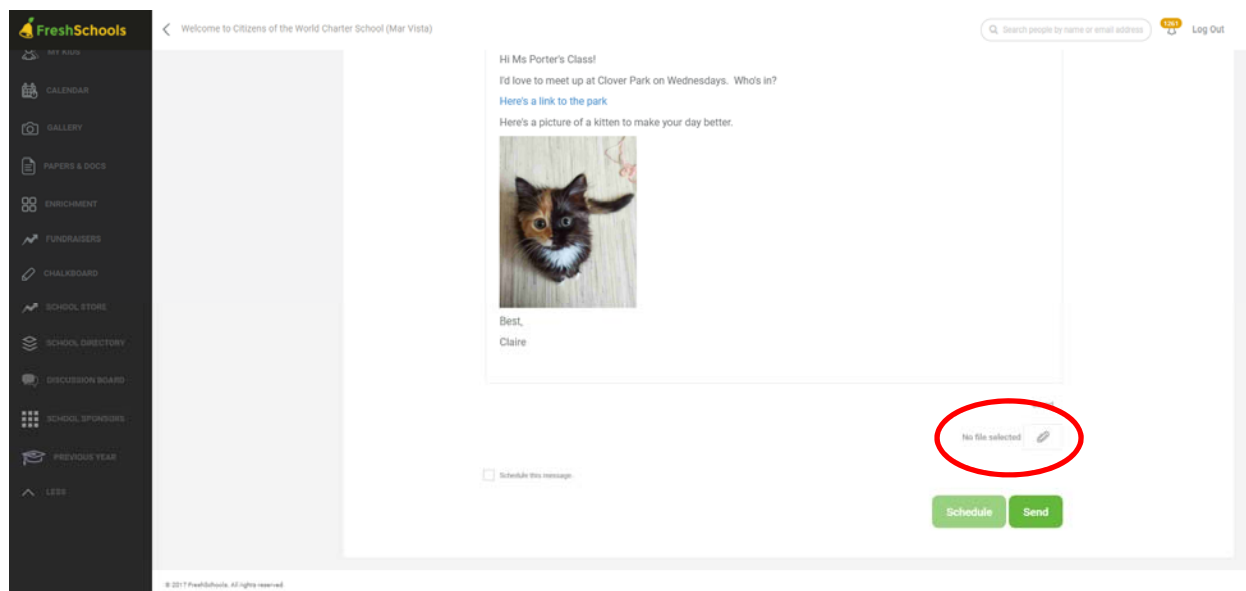 FreshSchools
Welcome to Citizens of the World Charter School (Mar Vista)
Search people by name or email address
1261
Log Out
MY KIDS
CALENDAR
GALLERY
PAPERS & DOCS
ENRICHMENT
FUNDRAISERS
CHALKBOARD
SCHOOL STORE
SCHOOL DIRECTORY
DISCUSSION BOARD
SCHOOL SPONSORS
PREVIOUS YEAR
LESS
Hi Ms Porter's Class!
I'd love to meet up at Clover Park on Wednesdays. Who's in?
Here's a link to the park
Here's a picture of a kitten to make your day better.
Best,
Claire
No file selected
Schedule this message
Schedule
Send
© 2017 FreshSchools. All rights reserved.